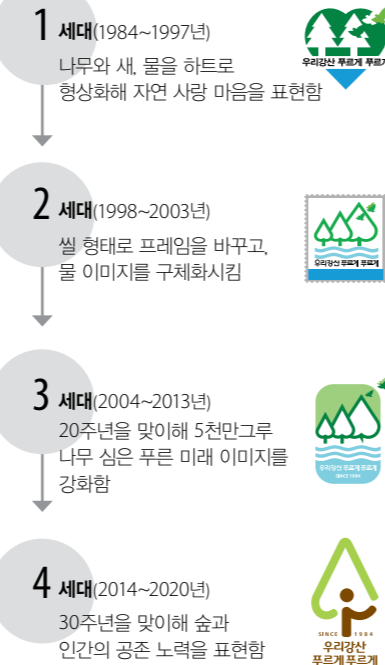 1 세대(1984~1997년)
나무와 새, 물을 하트로
형상화해 자연 사랑 마음을 표현함
우리강산 푸르게 푸르게
2 세대(1998~2003년)
씰 형태로 프레임을 바꾸고,
물 이미지를 구체화시킴
우리강산 푸르게 푸르게
3 세대(2004~2013년)
20주년을 맞이해 5천만그루
나무 심은 푸른 미래 이미지를
강화함
우리강산 푸르게 푸르게
SINCE 1984
4 세대(2014~2020년)
30주년을 맞이해 숲과
인간의 공존 노력을 표현함
SINCE 1984
우리강산
푸르게 푸르게